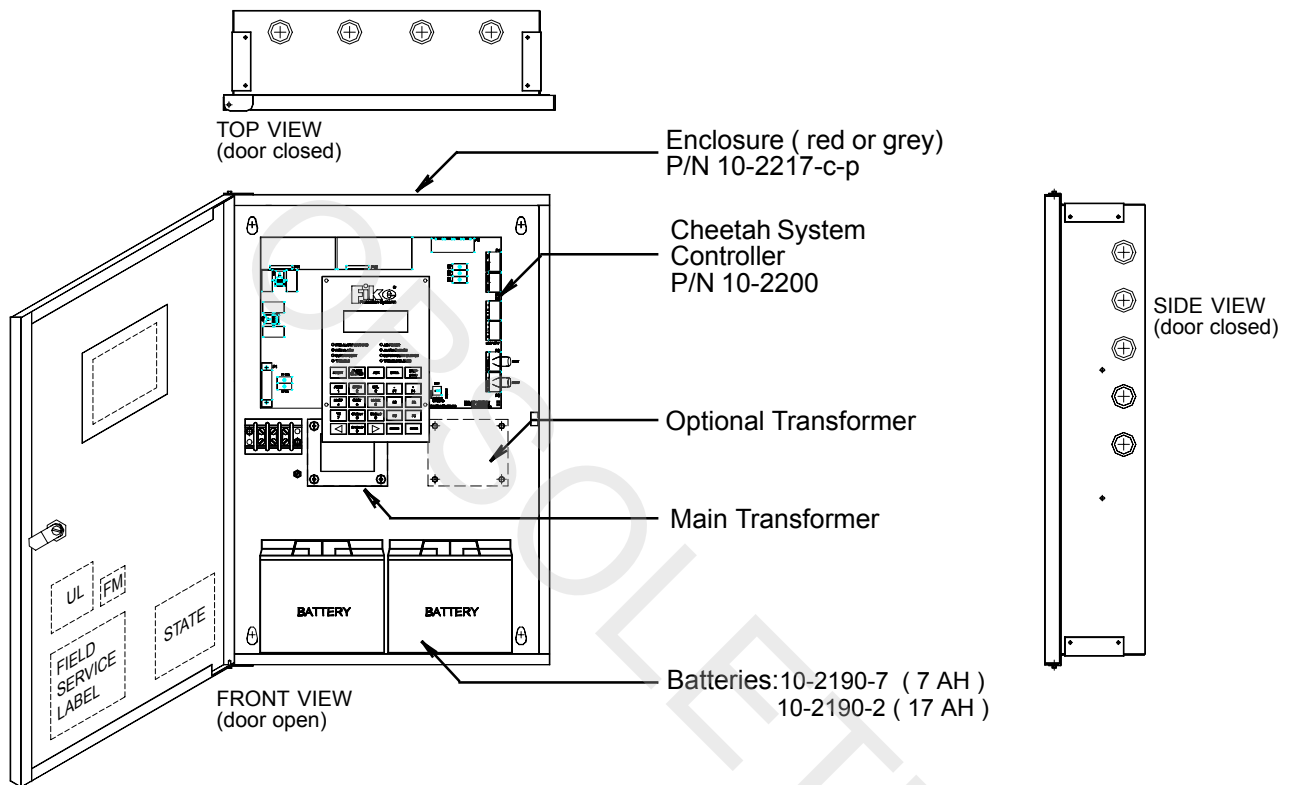 TOP VIEW
(door closed)
Enclosure ( red or grey)
P/N 10-2217-c-p
Cheetah System
Controller
P/N 10-2200
SIDE VIEW
(door closed)
Fike
Optional Transformer
Main Transformer
BATTERY
BATTERY
UL
FM
STATE
FIELD
SERVICE
LABEL
FRONT VIEW
(door open)
Batteries:10-2190-7 ( 7 AH )
10-2190-2 ( 17 AH )
OBSOLETE